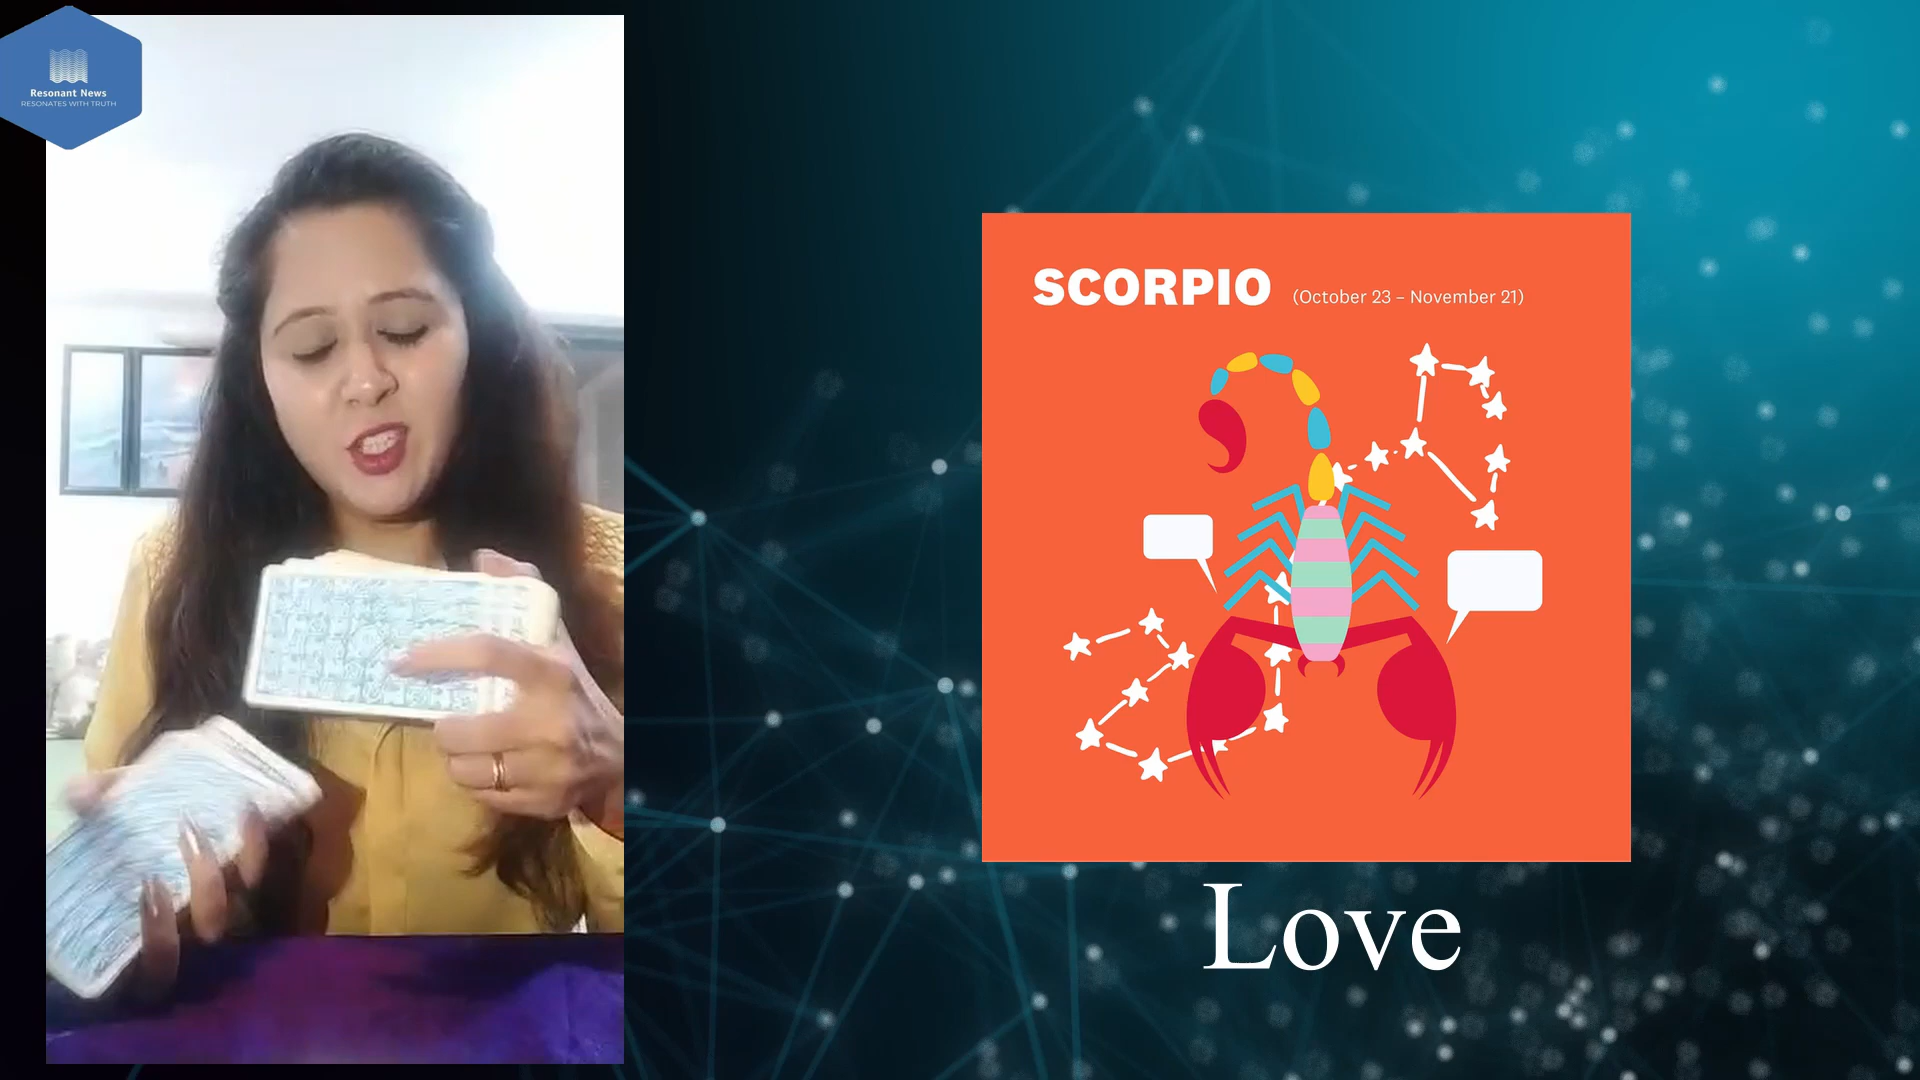 Resonant News
RESONATES WITH TRUTH
SCORPIO (October 23 – November 21)
Love